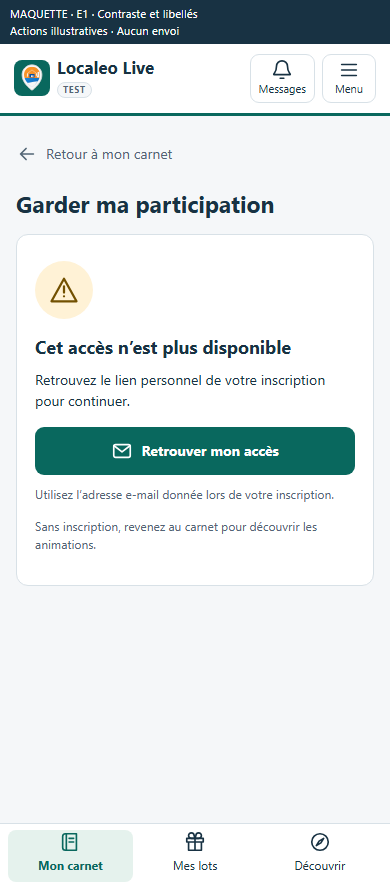 MAQUETTE · E1 · Contraste et libellés
Actions illustratives · Aucun envoi
Localeo Live
TEST
Messages
Menu
Retour à mon carnet
Garder ma participation
Cet accès n’est plus disponible
Retrouvez le lien personnel de votre inscription
pour continuer.
Retrouver mon accès
Utilisez l’adresse e-mail donnée lors de votre inscription.
Sans inscription, revenez au carnet pour découvrir les
animations.
Mon carnet
Mes lots
Découvrir